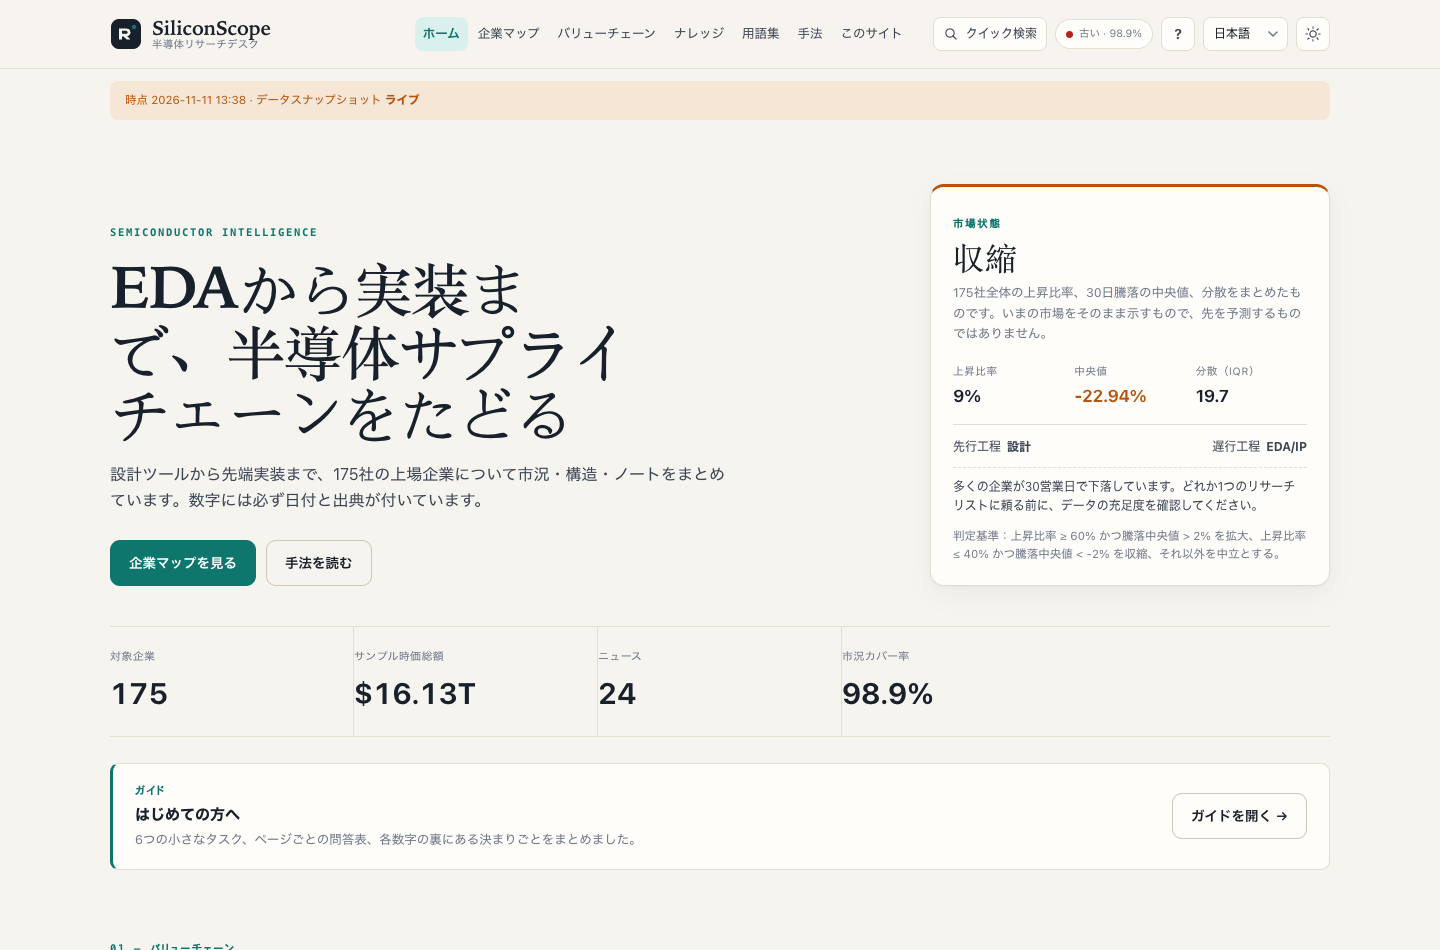 SiliconScope
半導体リサーチデスク
ホーム
企業マップ
バリューチェーン
ナレッジ
用語集
手法
このサイト
クイック検索
古い · 98.9%
?
日本語
時点 2026-11-11 13:38 · データスナップショット ライブ
SEMICONDUCTOR INTELLIGENCE
EDAから実装ま
で、半導体サプライ
チェーンをたどる
設計ツールから先端実装まで、175社の上場企業について市況・構造・ノートをまとめ
ています。数字には必ず日付と出典が付いています。
企業マップを見る
手法を読む
市場状態
収縮
175社全体の上昇比率、30日騰落の中央値、分散をまとめたも
のです。いまの市場をそのまま示すもので、先を予測するもの
ではありません。
上昇比率
9%
中央値
-22.94%
分散（IQR）
19.7
先行工程 設計
遅行工程 EDA/IP
多くの企業が30営業日で下落しています。どれか1つのリサーチ
リストに頼る前に、データの充足度を確認してください。
判定基準：上昇比率 ≥ 60% かつ騰落中央値 > 2% を拡大、上昇比率
≤ 40% かつ騰落中央値 < -2% を収縮、それ以外を中立とする。
対象企業
175
サンプル時価総額
$16.13T
ニュース
24
市況カバー率
98.9%
ガイド
はじめての方へ
6つの小さなタスク、ページごとの問答表、各数字の裏にある決まりごとをまとめました。
ガイドを開く →
01 — バリューチェーン